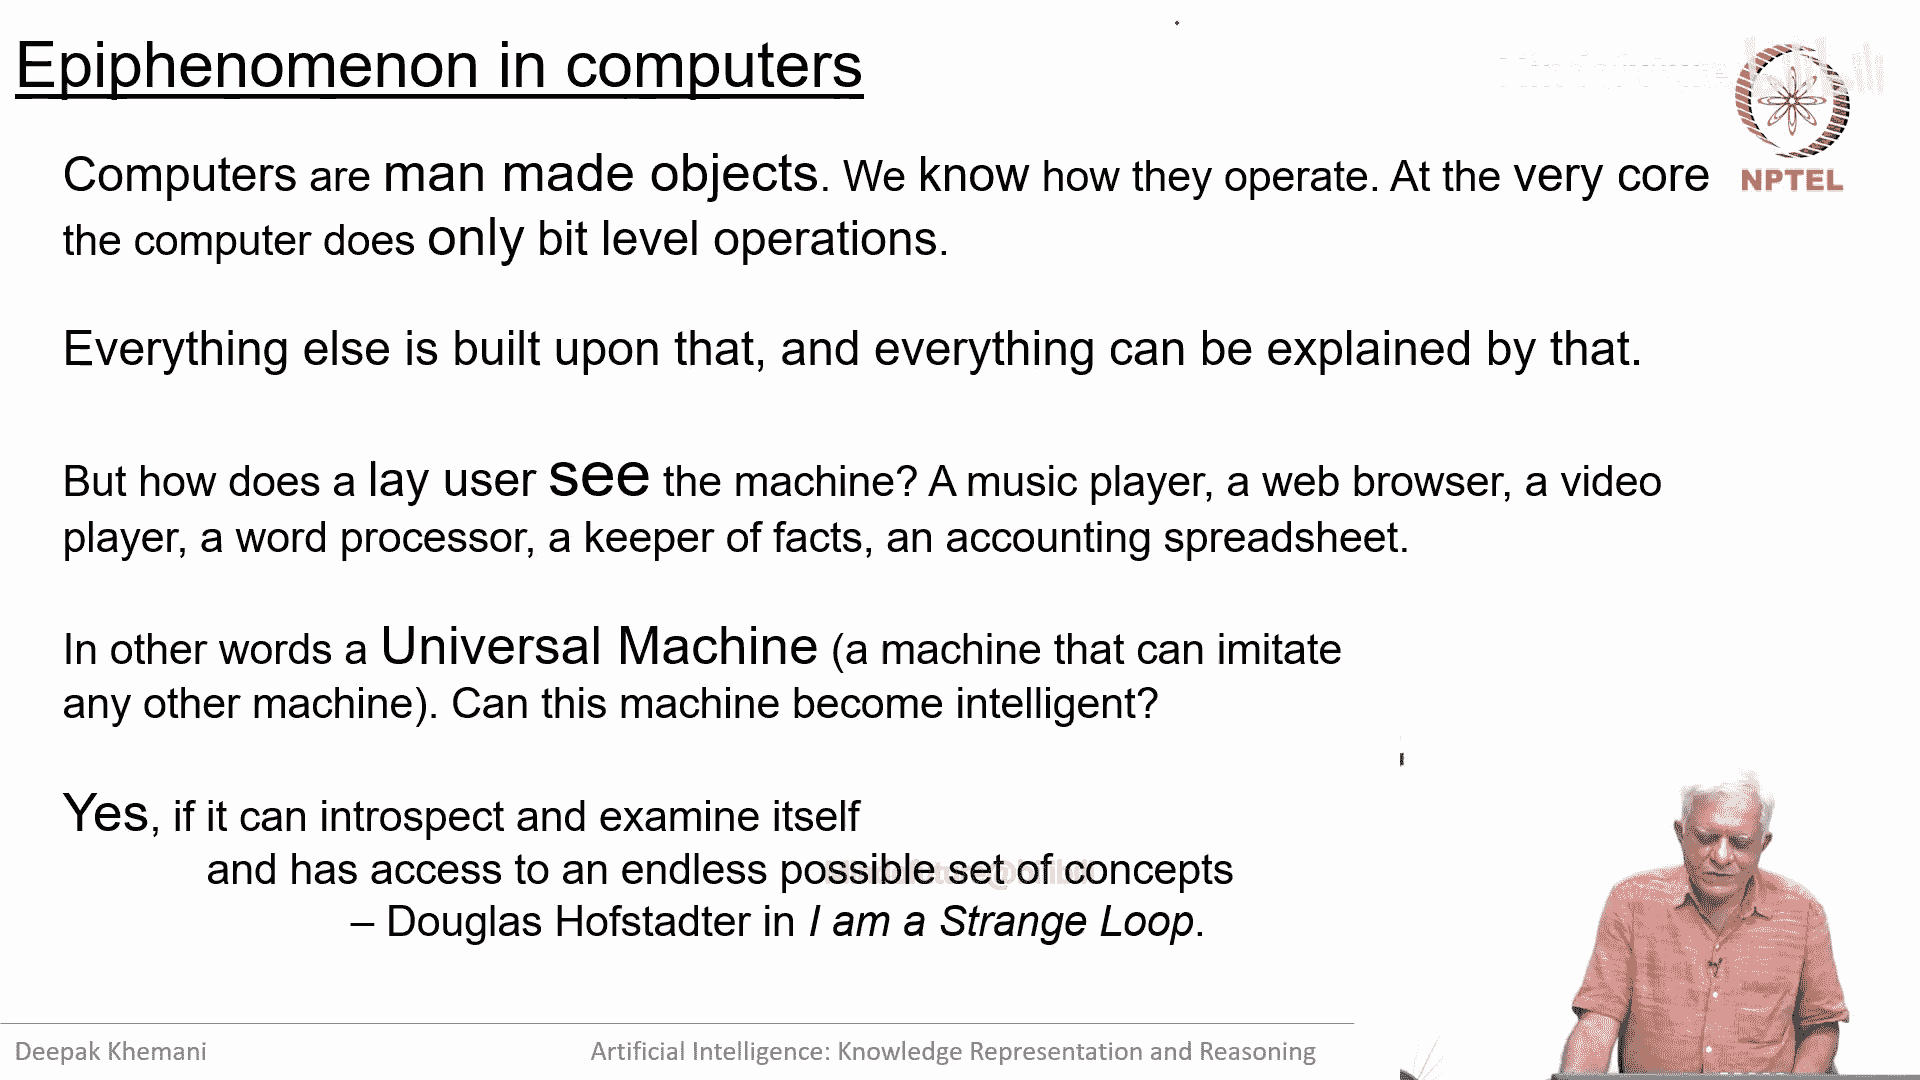 Epiphenomenon in computers
Computers are man made objects. We know how they operate. At the very core
the computer does only bit level operations.
NPTEL
Everything else is built upon that, and everything can be explained by that.
But how does a lay user see the machine? A music player, a web browser, a video
player, a word processor, a keeper of facts, an accounting spreadsheet.
In other words a Universal Machine (a machine that can imitate
any other machine). Can this machine become intelligent?
Yes, if it can introspect and examine itself
and has access to an endless possible set of concepts
– Douglas Hofstadter in I am a Strange Loop.
Deepak Khemani
Artificial Intelligence: Knowledge Representation and Reasoning